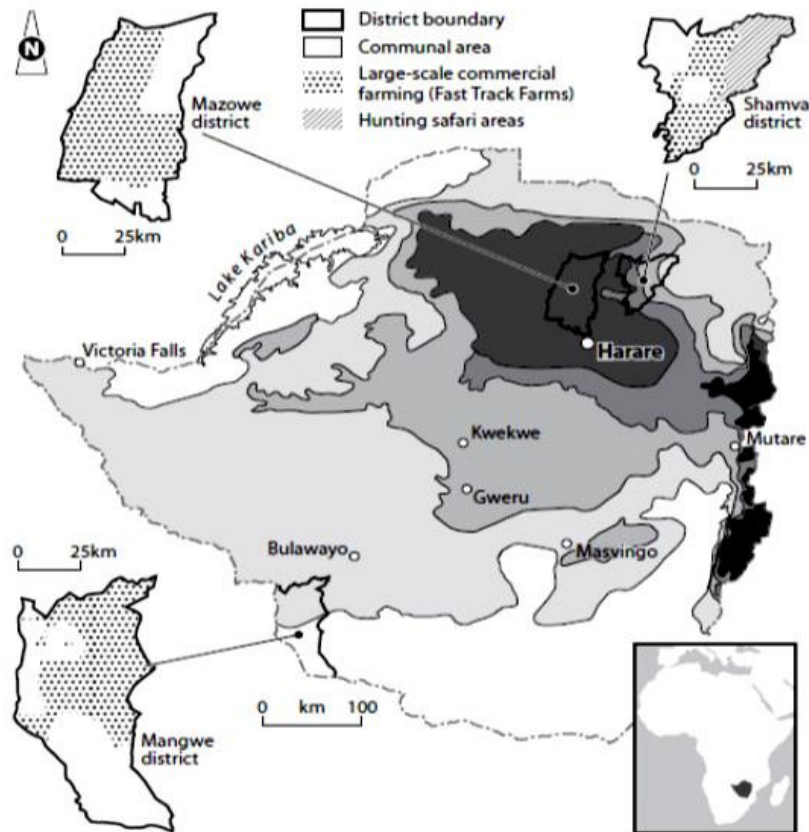 N
District boundary
Communal area
Large-scale commercial
farming (Fast Track Farms)
Hunting safari areas
Mazowe
district
0 25km
Shamva
district
0 25km
Lake Kariba
Victoria Falls
Harare
Kwekwe
Mutare
Gweru
Bulawayo
Masvingo
0 25km
0 km 100
Mangwe
district